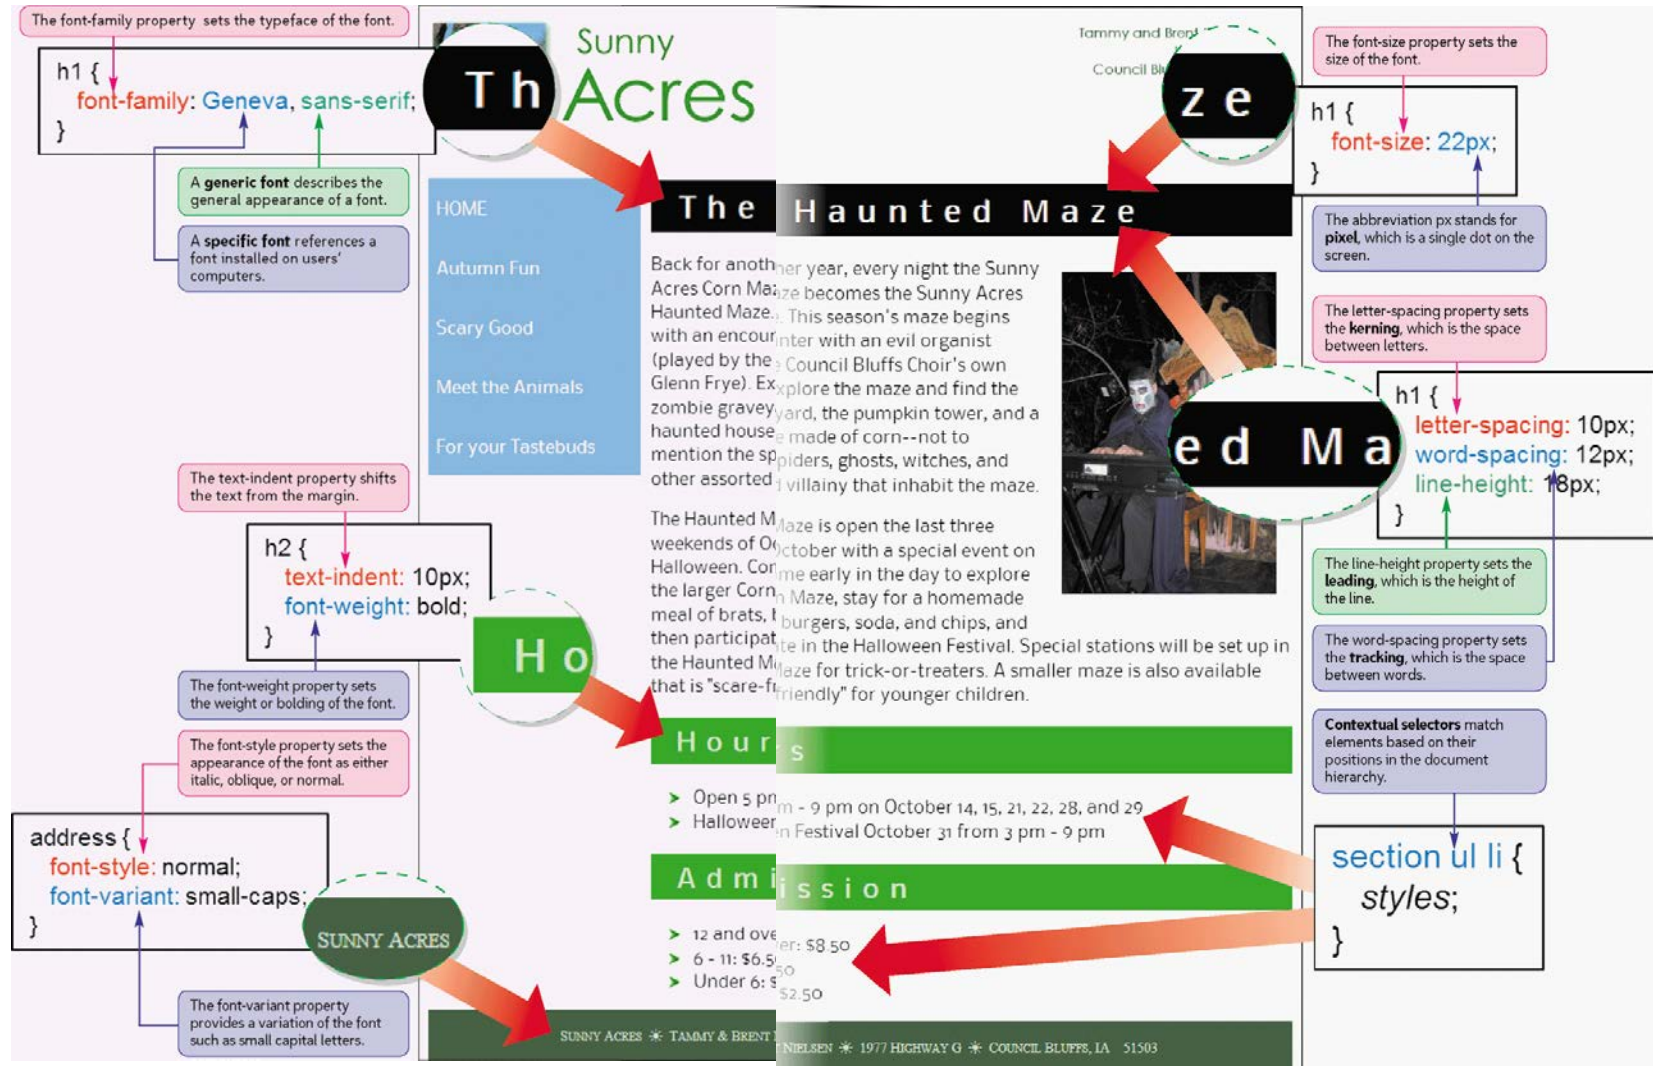 The font-family property sets the typeface of the font.
h1 {
font-family: Geneva, sans-serif;
}
A generic font describes the
general appearance of a font.
A specific font references a
font installed on users'
computers.
Th
Sunny
Acres
HOME
Autumn Fun
Scary Good
Meet the Animals
For your Tastebuds
The text-indent property shifts
the text from the margin.
h2 {
text-indent: 10px;
font-weight: bold;
}
The font-weight property sets
the weight or bolding of the font.
Ho
The font-style property sets the
appearance of the font as either
italic, oblique, or normal.
address {
font-style: normal;
font-variant: small-caps;
}
SUNNY ACRES
The font-variant property
provides a variation of the font
such as small capital letters.
Tammy and Brent
Council Bl
ze
The Haunted Maze
Back for another year, every night the Sunny
Acres Corn Maze becomes the Sunny Acres
Haunted Maze. This season's maze begins
with an encounter with an evil organist
(played by the Council Bluffs Choir's own
Glenn Frye). Explore the maze and find the
zombie graveyard, the pumpkin tower, and a
haunted house made of corn--not to
mention the spiders, ghosts, witches, and
other assorted villainy that inhabit the maze.
The Haunted Maze is open the last three
weekends of October with a special event on
Halloween. Come early in the day to explore
the larger Corn Maze, stay for a homemade
meal of brats, burgers, soda, and chips, and
then participate in the Halloween Festival. Special stations will be set up in
the Haunted Maze for trick-or-treaters. A smaller maze is also available
that is "scare-friendly" for younger children.
Hours
Open 5 pm - 9 pm on October 14, 15, 21, 22, 28, and 29
Halloween Festival October 31 from 3 pm - 9 pm
Admission
12 and over: $8.50
6 - 11: $6.50
Under 6: $2.50
SUNNY ACRES ☀ TAMMY & BRENT NIELSEN ☀ 1977 HIGHWAY G ☀ COUNCIL BLUFFS, IA 51503
The font-size property sets the
size of the font.
h1 {
font-size: 22px;
}
The abbreviation px stands for
pixel, which is a single dot on the
screen.
The letter-spacing property sets
the kerning, which is the space
between letters.
ed Ma
h1 {
letter-spacing: 10px;
word-spacing: 12px;
line-height: 18px;
}
The line-height property sets the
leading, which is the height of
the line.
The word-spacing property sets
the tracking, which is the space
between words.
Contextual selectors match
elements based on their
positions in the document
hierarchy.
section ul li {
styles;
}